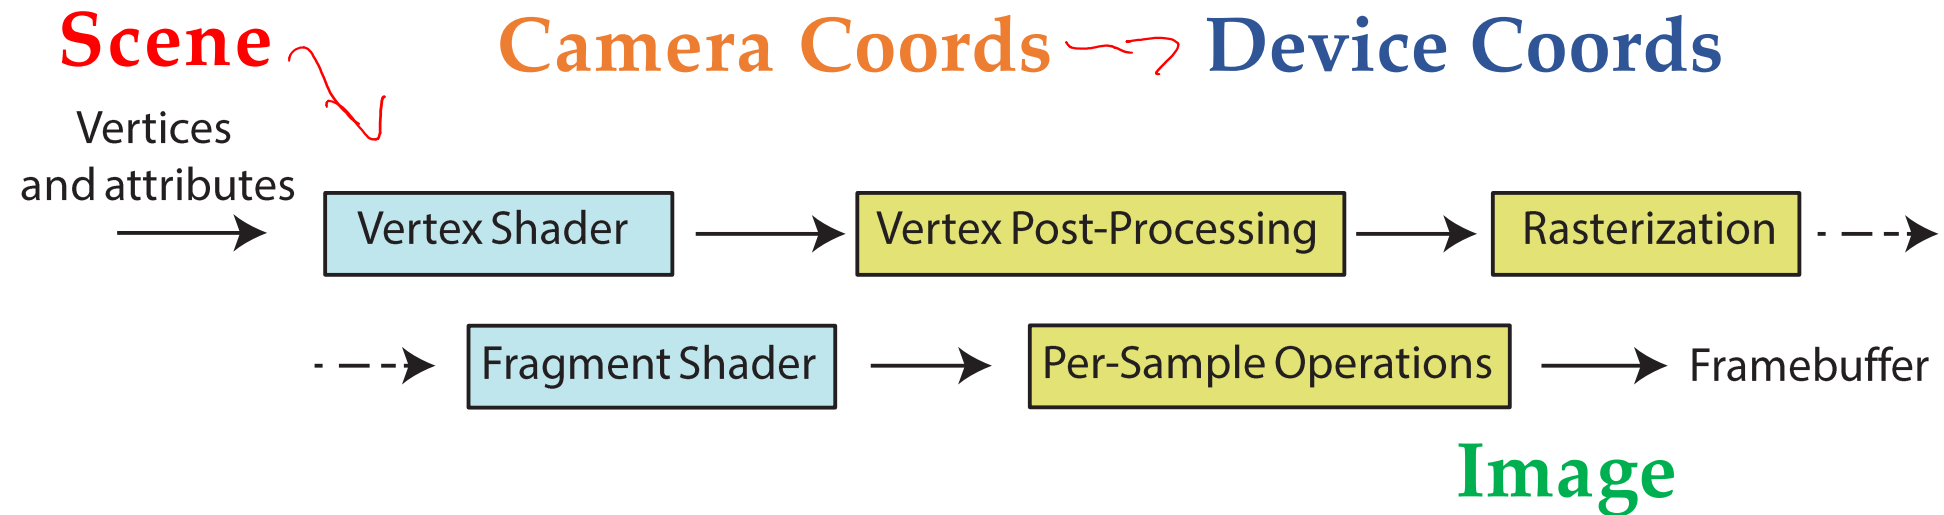 Scene Camera Coords Device Coords
Vertices
and attributes
Vertex Shader Vertex Post-Processing Rasterization
Fragment Shader Per-Sample Operations Framebuffer
Image